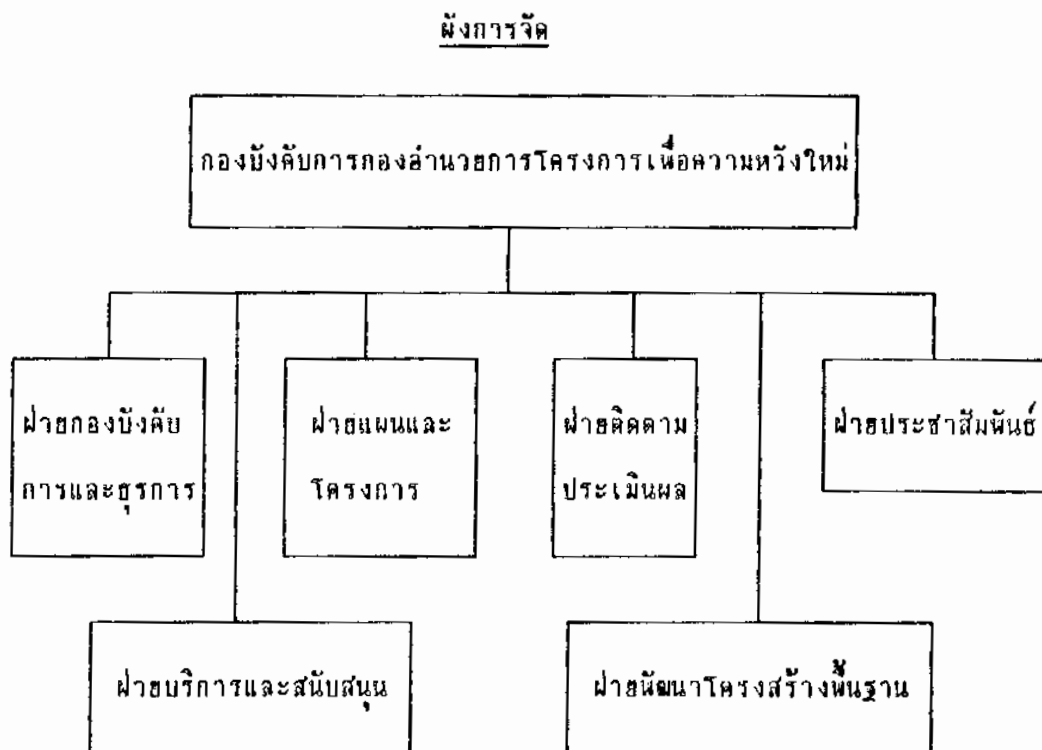 ผังการจัด
กองบังคับการกองอำนวยการโครงการเพื่อความหวังใหม่
ฝ่ายกองบังคับ
การและธุรการ
ฝ่ายแผนและ
โครงการ
ฝ่ายติดตาม
ประเมินผล
ฝ่ายประชาสัมพันธ์
ฝ่ายบริการและสนับสนุน
ฝ่ายพัฒนาโครงสร้างพื้นฐาน